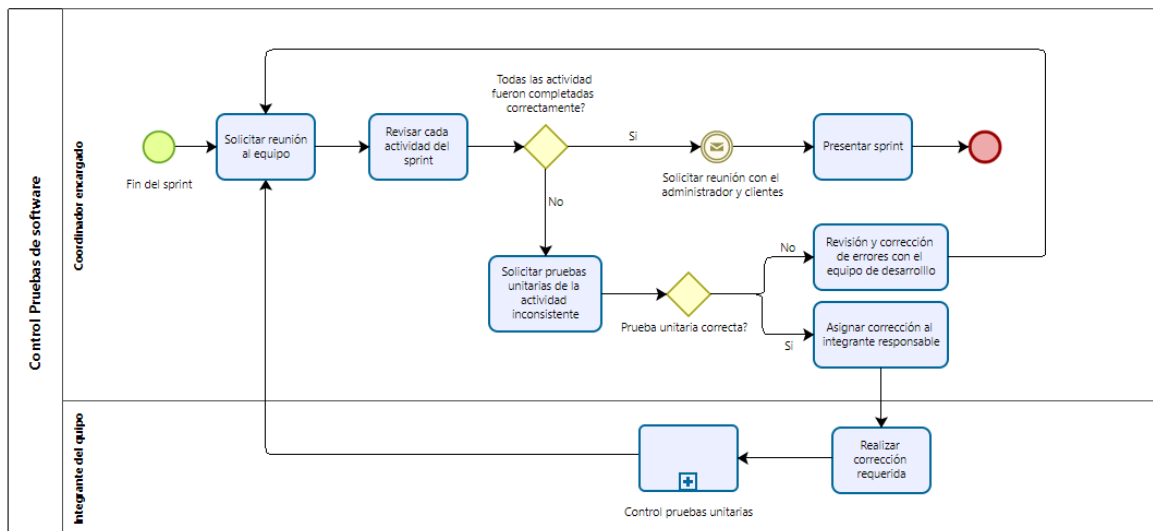 Control Pruebas de software
Coordinador encargado
Fin del sprint
Solicitar reunión
al equipo
Revisar cada
actividad del
sprint
Todas las actividad
fueron completadas
correctamente?
Si
No
Solicitar reunión con el
administrador y clientes
Presentar sprint
Solicitar pruebas
unitarias de la
actividad
inconsistente
Prueba unitaria correcta?
No
Si
Revisión y corrección
de errores con el
equipo de desarrollo
Asignar corrección al
integrante responsable
Integrante del quipo
Realizar
corrección
requerida
Control pruebas unitarias